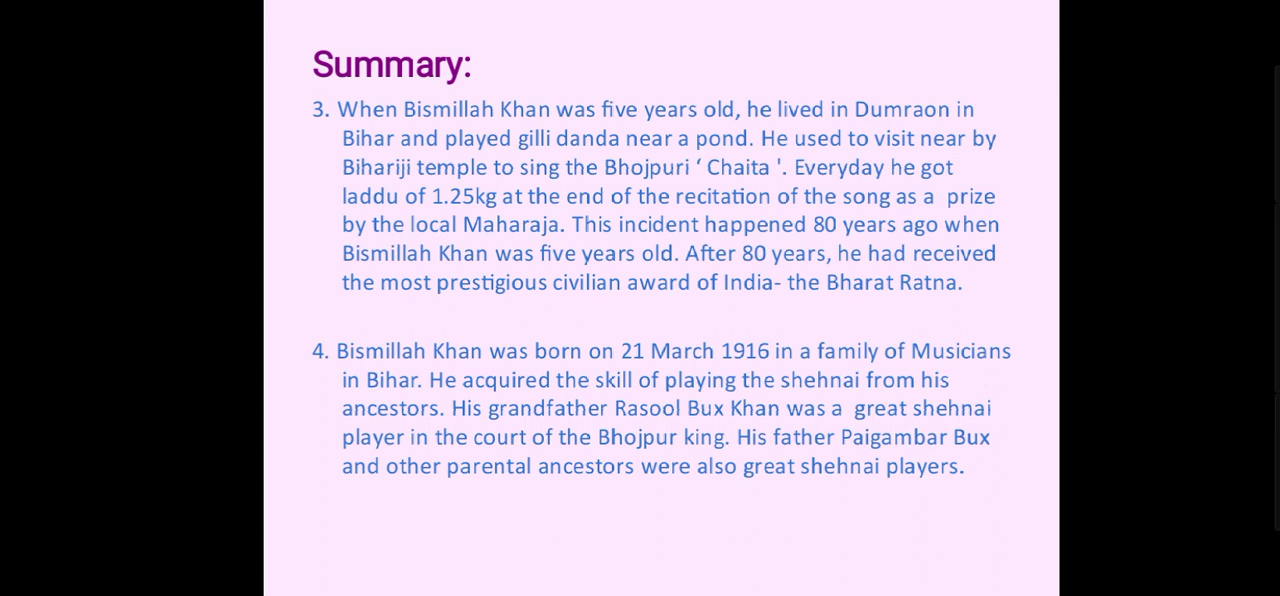 Summary:
3. When Bismillah Khan was five years old, he lived in Dumraon in
Bihar and played gilli danda near a pond. He used to visit near by
Bihariji temple to sing the Bhojpuri ‘ Chaita '. Everyday he got
laddu of 1.25kg at the end of the recitation of the song as a  prize
by the local Maharaja. This incident happened 80 years ago when
Bismillah Khan was five years old. After 80 years, he had received
the most prestigious civilian award of India- the Bharat Ratna.
4. Bismillah Khan was born on 21 March 1916 in a family of Musicians
in Bihar. He acquired the skill of playing the shehnai from his
ancestors. His grandfather Rasool Bux Khan was a  great shehnai
player in the court of the Bhojpur king. His father Paigambar Bux
and other parental ancestors were also great shehnai players.